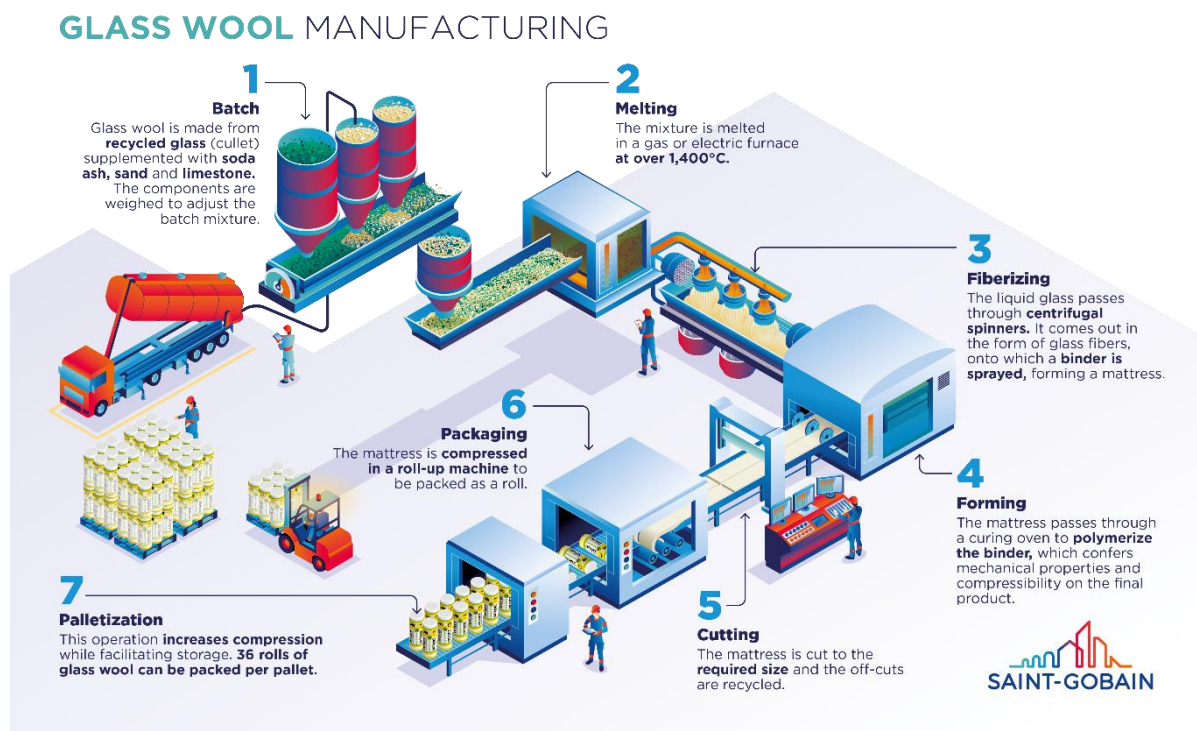 GLASS WOOL MANUFACTURING
1
Batch
Glass wool is made from
recycled glass (cullet)
supplemented with soda
ash, sand and limestone.
The components are
weighed to adjust the
batch mixture.
2
Melting
The mixture is melted
in a gas or electric furnace
at over 1,400°C.
3
Fiberizing
The liquid glass passes
through centrifugal
spinners. It comes out in
the form of glass fibers,
onto which a binder is
sprayed, forming a mattress.
4
Forming
The mattress passes through
a curing oven to polymerize
the binder, which confers
mechanical properties and
compressibility on the final
product.
5
Cutting
The mattress is cut to the
required size and the off-cuts
are recycled.
6
Packaging
The mattress is compressed
in a roll-up machine to
be packed as a roll.
7
Palletization
This operation increases compression
while facilitating storage. 36 rolls of
glass wool can be packed per pallet.
SAINT-GOBAIN